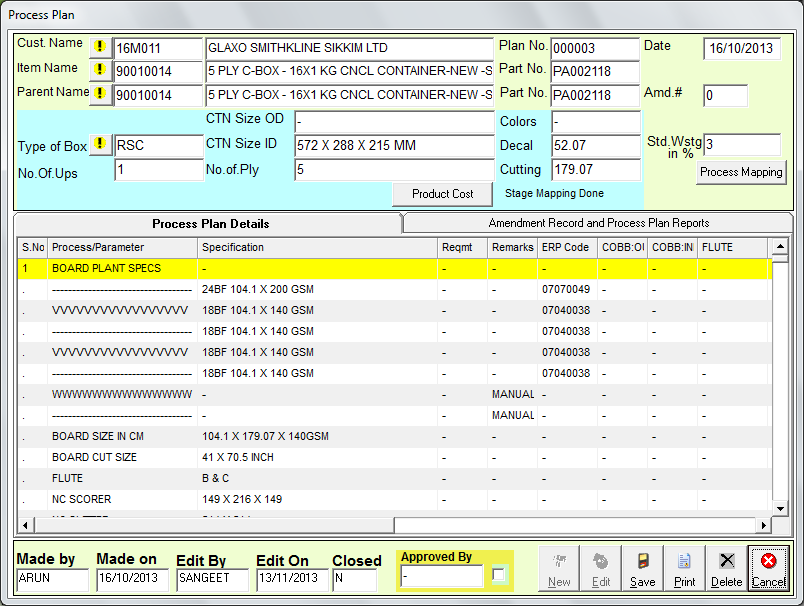 Process Plan
Cust. Name ! 16M011 GLAXO SMITHKLINE SIKKIM LTD Plan No. 000003 Date 16/10/2013
Item Name ! 90010014 5 PLY C-BOX - 16X1 KG CNCL CONTAINER-NEW -S Part No. PA002118
Parent Name ! 90010014 5 PLY C-BOX - 16X1 KG CNCL CONTAINER-NEW -S Part No. PA002118 Amd.# 0
CTN Size OD - Colors -
Type of Box ! RSC CTN Size ID 572 X 288 X 215 MM Decal 52.07 Std.Wstg in % 3
No.Of.Ups 1 No.of.Ply 5 Cutting 179.07 Process Mapping
Product Cost Stage Mapping Done
Process Plan Details Amendment Record and Process Plan Reports
S.No Process/Parameter Specification Reqmt Remarks ERP Code COBB:OI COBB:IN FLUTE
1 BOARD PLANT SPECS - - - - - - -
. ----------------------------------- 24BF 104.1 X 200 GSM - - 07070049 - - -
. VVVVVVVVVVVVVVVVV 18BF 104.1 X 140 GSM - - 07040038 - - -
. ----------------------------------- 18BF 104.1 X 140 GSM - - 07040038 - - -
. VVVVVVVVVVVVVVVVV 18BF 104.1 X 140 GSM - - 07040038 - - -
. ----------------------------------- 18BF 104.1 X 140 GSM - - 07040038 - - -
. WWWWWWWWWWWWWW - - MANUAL - - - -
. ----------------------------------- - - MANUAL - - - -
. BOARD SIZE IN CM 104.1 X 179.07 X 140GSM - - - - - -
. BOARD CUT SIZE 41 X 70.5 INCH - - - - - -
. FLUTE B & C - - - - - -
. NC SCORER 149 X 216 X 149 - - - - - -
Made by Made on Edit By Edit On Closed Approved By
ARUN 16/10/2013 SANGEET 13/11/2013 N -
New Edit Save Print Delete Cancel